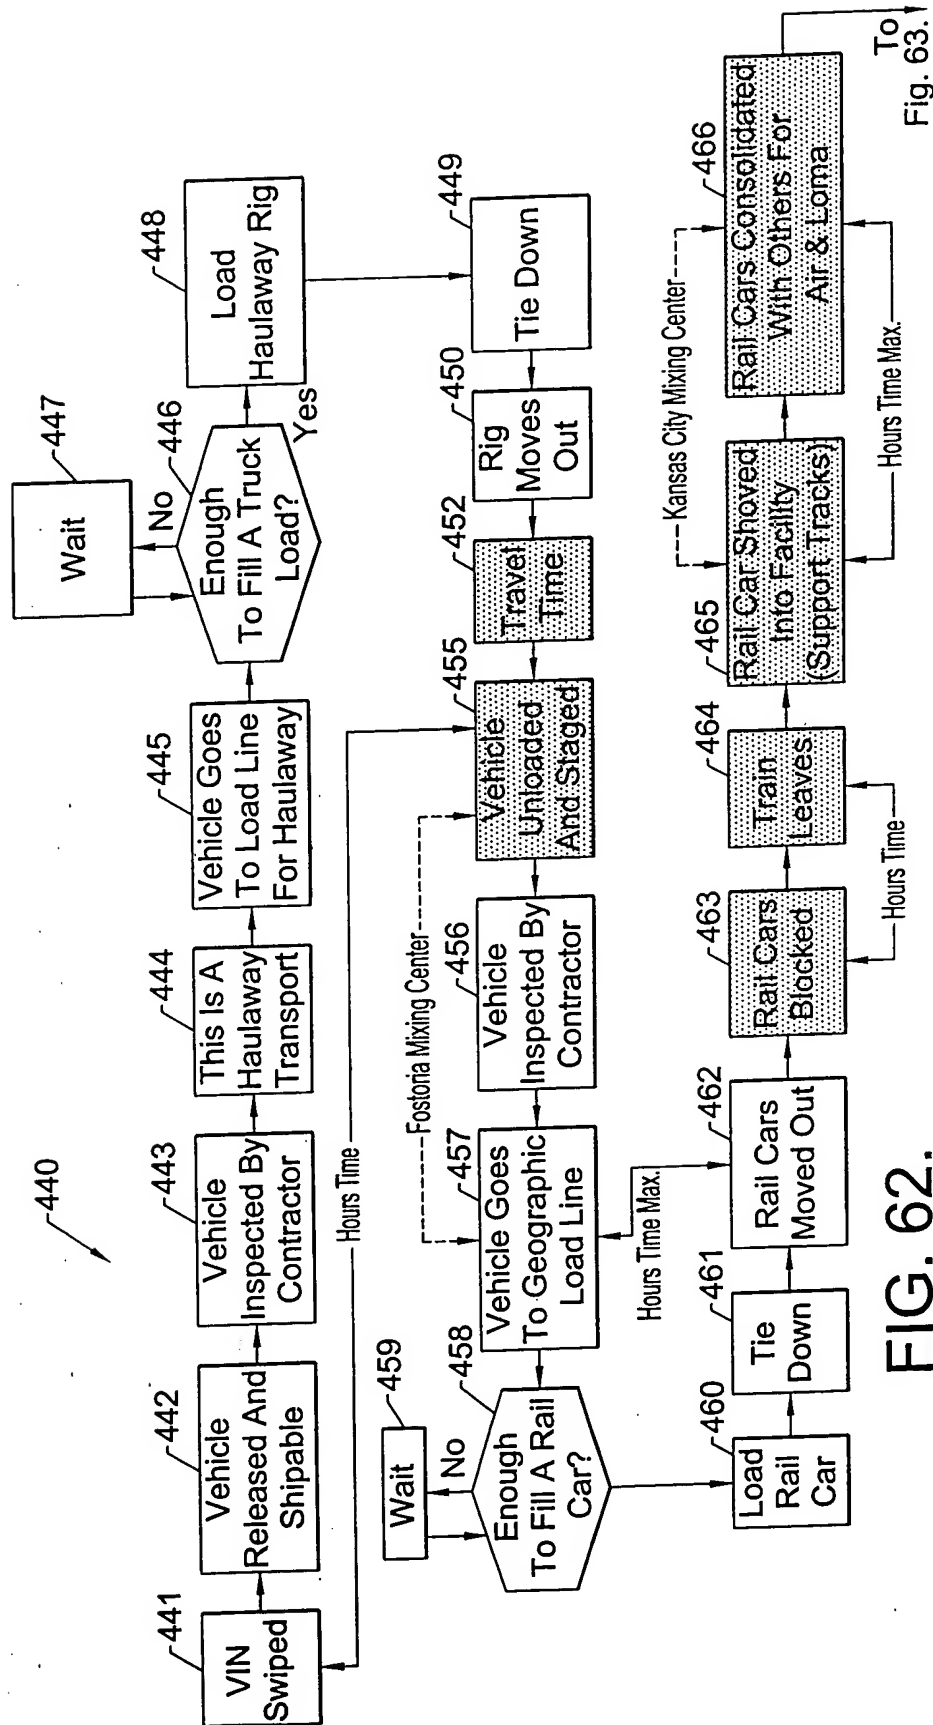 440
441
VIN
Swiped
442
Vehicle
Released And
Shipable
443
Vehicle
Inspected By
Contractor
444
This Is A
Haulaway
Transport
445
Vehicle Goes
To Load Line
For Haulaway
446
Enough
To Fill A Truck
Load?
No
Yes
447
Wait
448
Load
Haulaway Rig
Hours Time
449
Tie Down
450
Rig
Moves
Out
452
Travel
Time
455
Vehicle
Unloaded
And Staged
Fostoria Mixing Center
456
Vehicle
Inspected By
Contractor
457
Vehicle Goes
To Geographic
Load Line
458
Enough
To Fill A Rail
Car?
No
459
Wait
Hours Time Max.
460
Load
Rail
Car
461
Tie
Down
462
Rail Cars
Moved Out
463
Rail Cars
Blocked
464
Train
Leaves
Hours Time
465
Rail Car Shoved
Into Facility
(Support Tracks)
Kansas City Mixing Center
466
Rail Cars Consolidated
With Others For
Air & Loma
Hours Time Max.
To
Fig. 63.
FIG. 62.